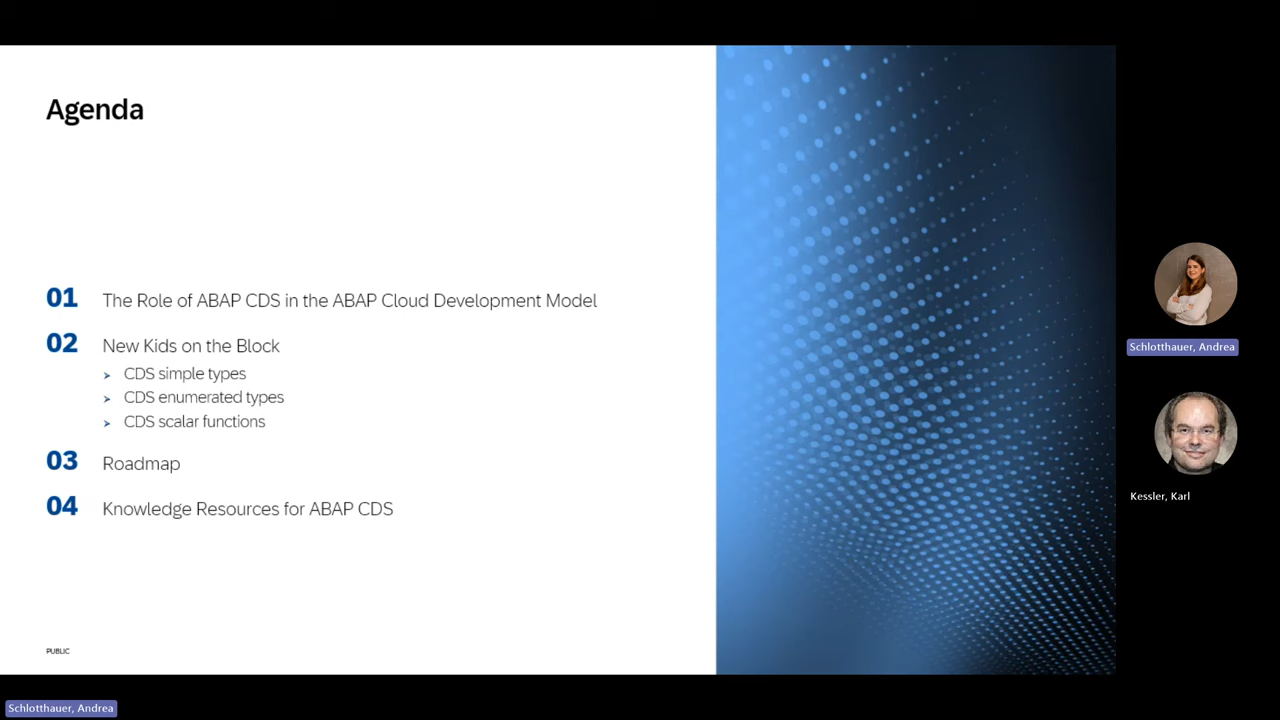 Agenda
01 The Role of ABAP CDS in the ABAP Cloud Development Model
02 New Kids on the Block
➢ CDS simple types
➢ CDS enumerated types
➢ CDS scalar functions
03 Roadmap
04 Knowledge Resources for ABAP CDS
PUBLIC
Schlotthauer, Andrea
Kessler, Karl
Schlotthauer, Andrea